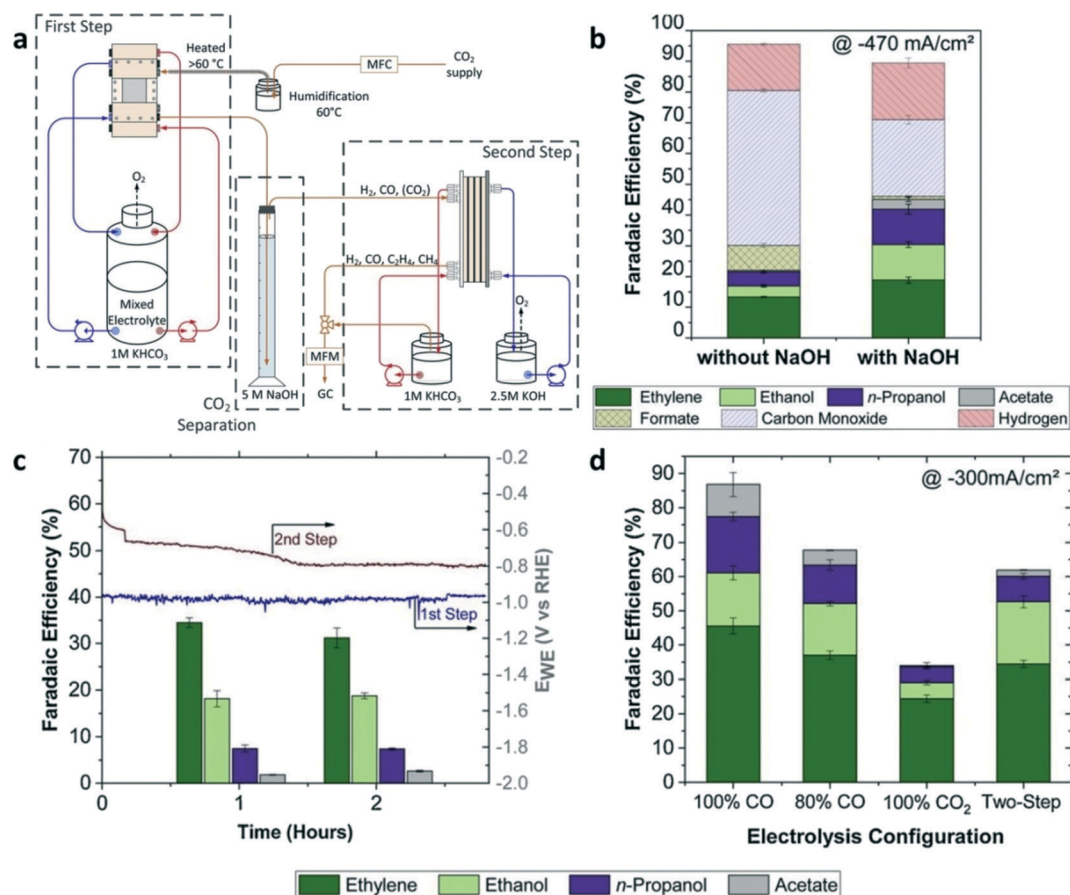 a
First Step
Heated
>60 °C
MFC
CO₂
supply
Humidification
60°C
O₂
Mixed
Electrolyte
1M KHCO₃
5 M NaOH
CO₂
Separation
Second Step
H₂, CO, (CO₂)
H₂, CO, C₂H₄, CH₄
O₂
MFM
GC
1M KHCO₃
2.5M KOH
b
@ -470 mA/cm²
Faradaic Efficiency (%)
100
90
80
70
60
50
40
30
20
10
0
without NaOH
with NaOH
Ethylene
Ethanol
n-Propanol
Acetate
Formate
Carbon Monoxide
Hydrogen
c
Faradaic Efficiency (%)
70
60
50
40
30
20
10
0
2nd Step
1st Step
-0.2
-0.4
-0.6
-0.8
-1.0
-1.2
-1.4
-1.6
-1.8
-2.0
E_WE (V vs RHE)
0
1
2
Time (Hours)
d
@ -300mA/cm²
Faradaic Efficiency (%)
90
80
70
60
50
40
30
20
10
0
100% CO
80% CO
100% CO₂
Two-Step
Electrolysis Configuration
Ethylene
Ethanol
n-Propanol
Acetate